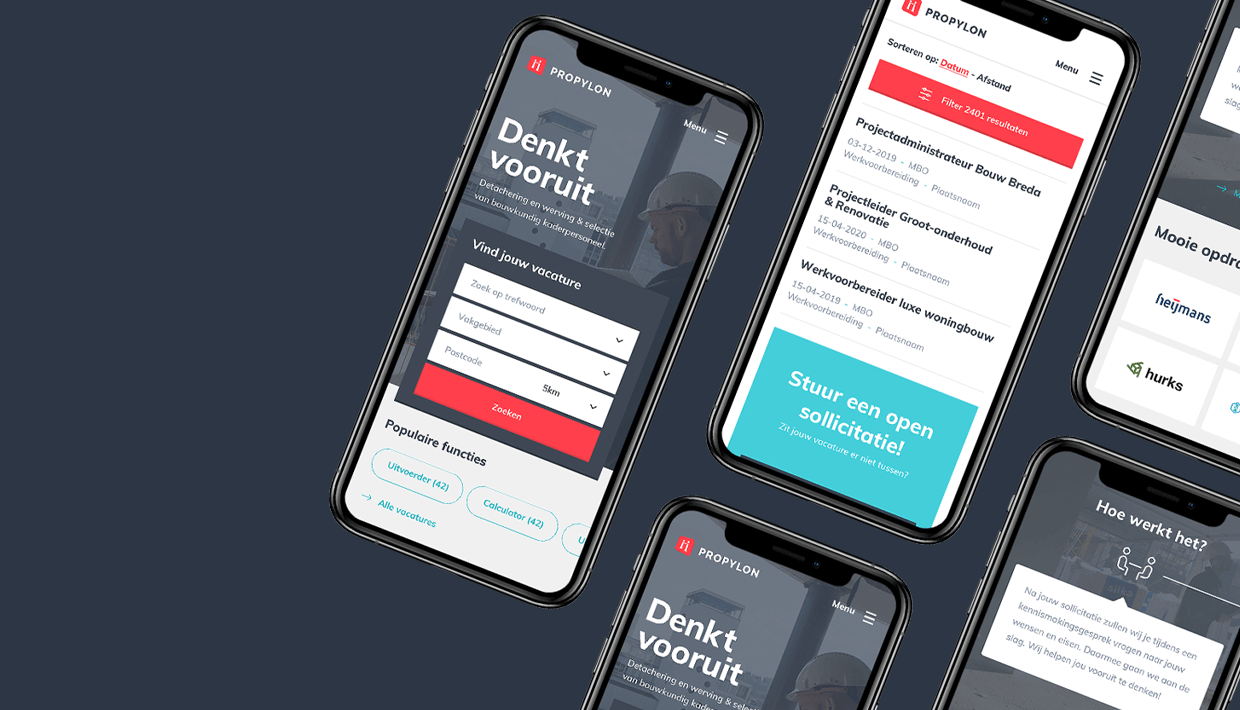 PROPYLON
Menu
Denkt
vooruit
Detachering en werving & selectie
van bouwkundig kaderpersoneel.
Vind jouw vacature
Zoek op trefwoord
Vakgebied
Postcode
5km
Zoeken
Populaire functies
Uitvoerder (42)
Calculator (42)
U
Alle vacatures
PROPYLON
Menu
Sorteren op: Datum - Afstand
Filter 2401 resultaten
Projectadministrateur Bouw Breda
03-12-2019 - MBO
Werkvoorbereiding - Plaatsnaam
Projectleider Groot-onderhoud
& Renovatie
15-04-2020 - MBO
Werkvoorbereiding - Plaatsnaam
Werkvoorbereider luxe woningbouw
15-04-2019 - MBO
Werkvoorbereiding - Plaatsnaam
Stuur een open
sollicitatie!
Zit jouw vacature er niet tussen?
Mooie opdra
heijmans
hurks
PROPYLON
Menu
Denkt
vooruit
Detachering en werving & selectie
van bouwkundig kaderpersoneel.
Hoe werkt het?
Na jouw sollicitatie zullen wij je tijdens een
kennismakingsgesprek vragen naar jouw
wensen en eisen. Daarmee gaan we aan de
slag. Wij helpen jou vooruit te denken!